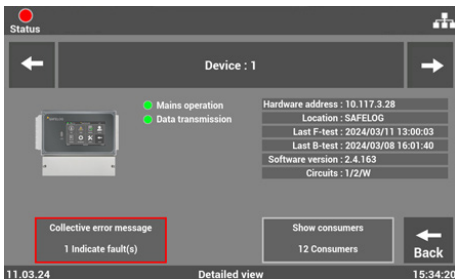 Status
Device : 1
Mains operation
Data transmission
Hardware address : 10.117.3.28
Location : SAFELOG
Last F-test : 2024/03/11 13:00:03
Last B-test : 2024/03/08 16:01:40
Software version : 2.4.163
Circuits : 1/2/W
Collective error message
1 Indicate fault(s)
Show consumers
12 Consumers
Back
11.03.24
Detailed view
15:34:20